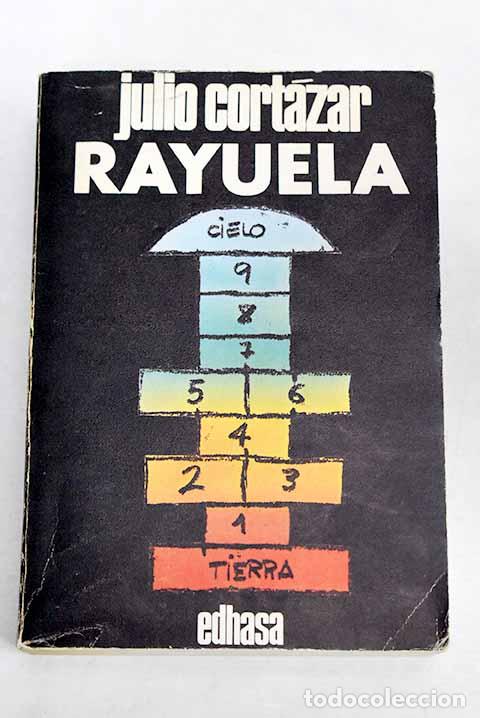 julio cortázar
RAYUELA
CIELO
9
8
7
5 6
4
2 3
1
TIERRA
edhasa
todocoleccion